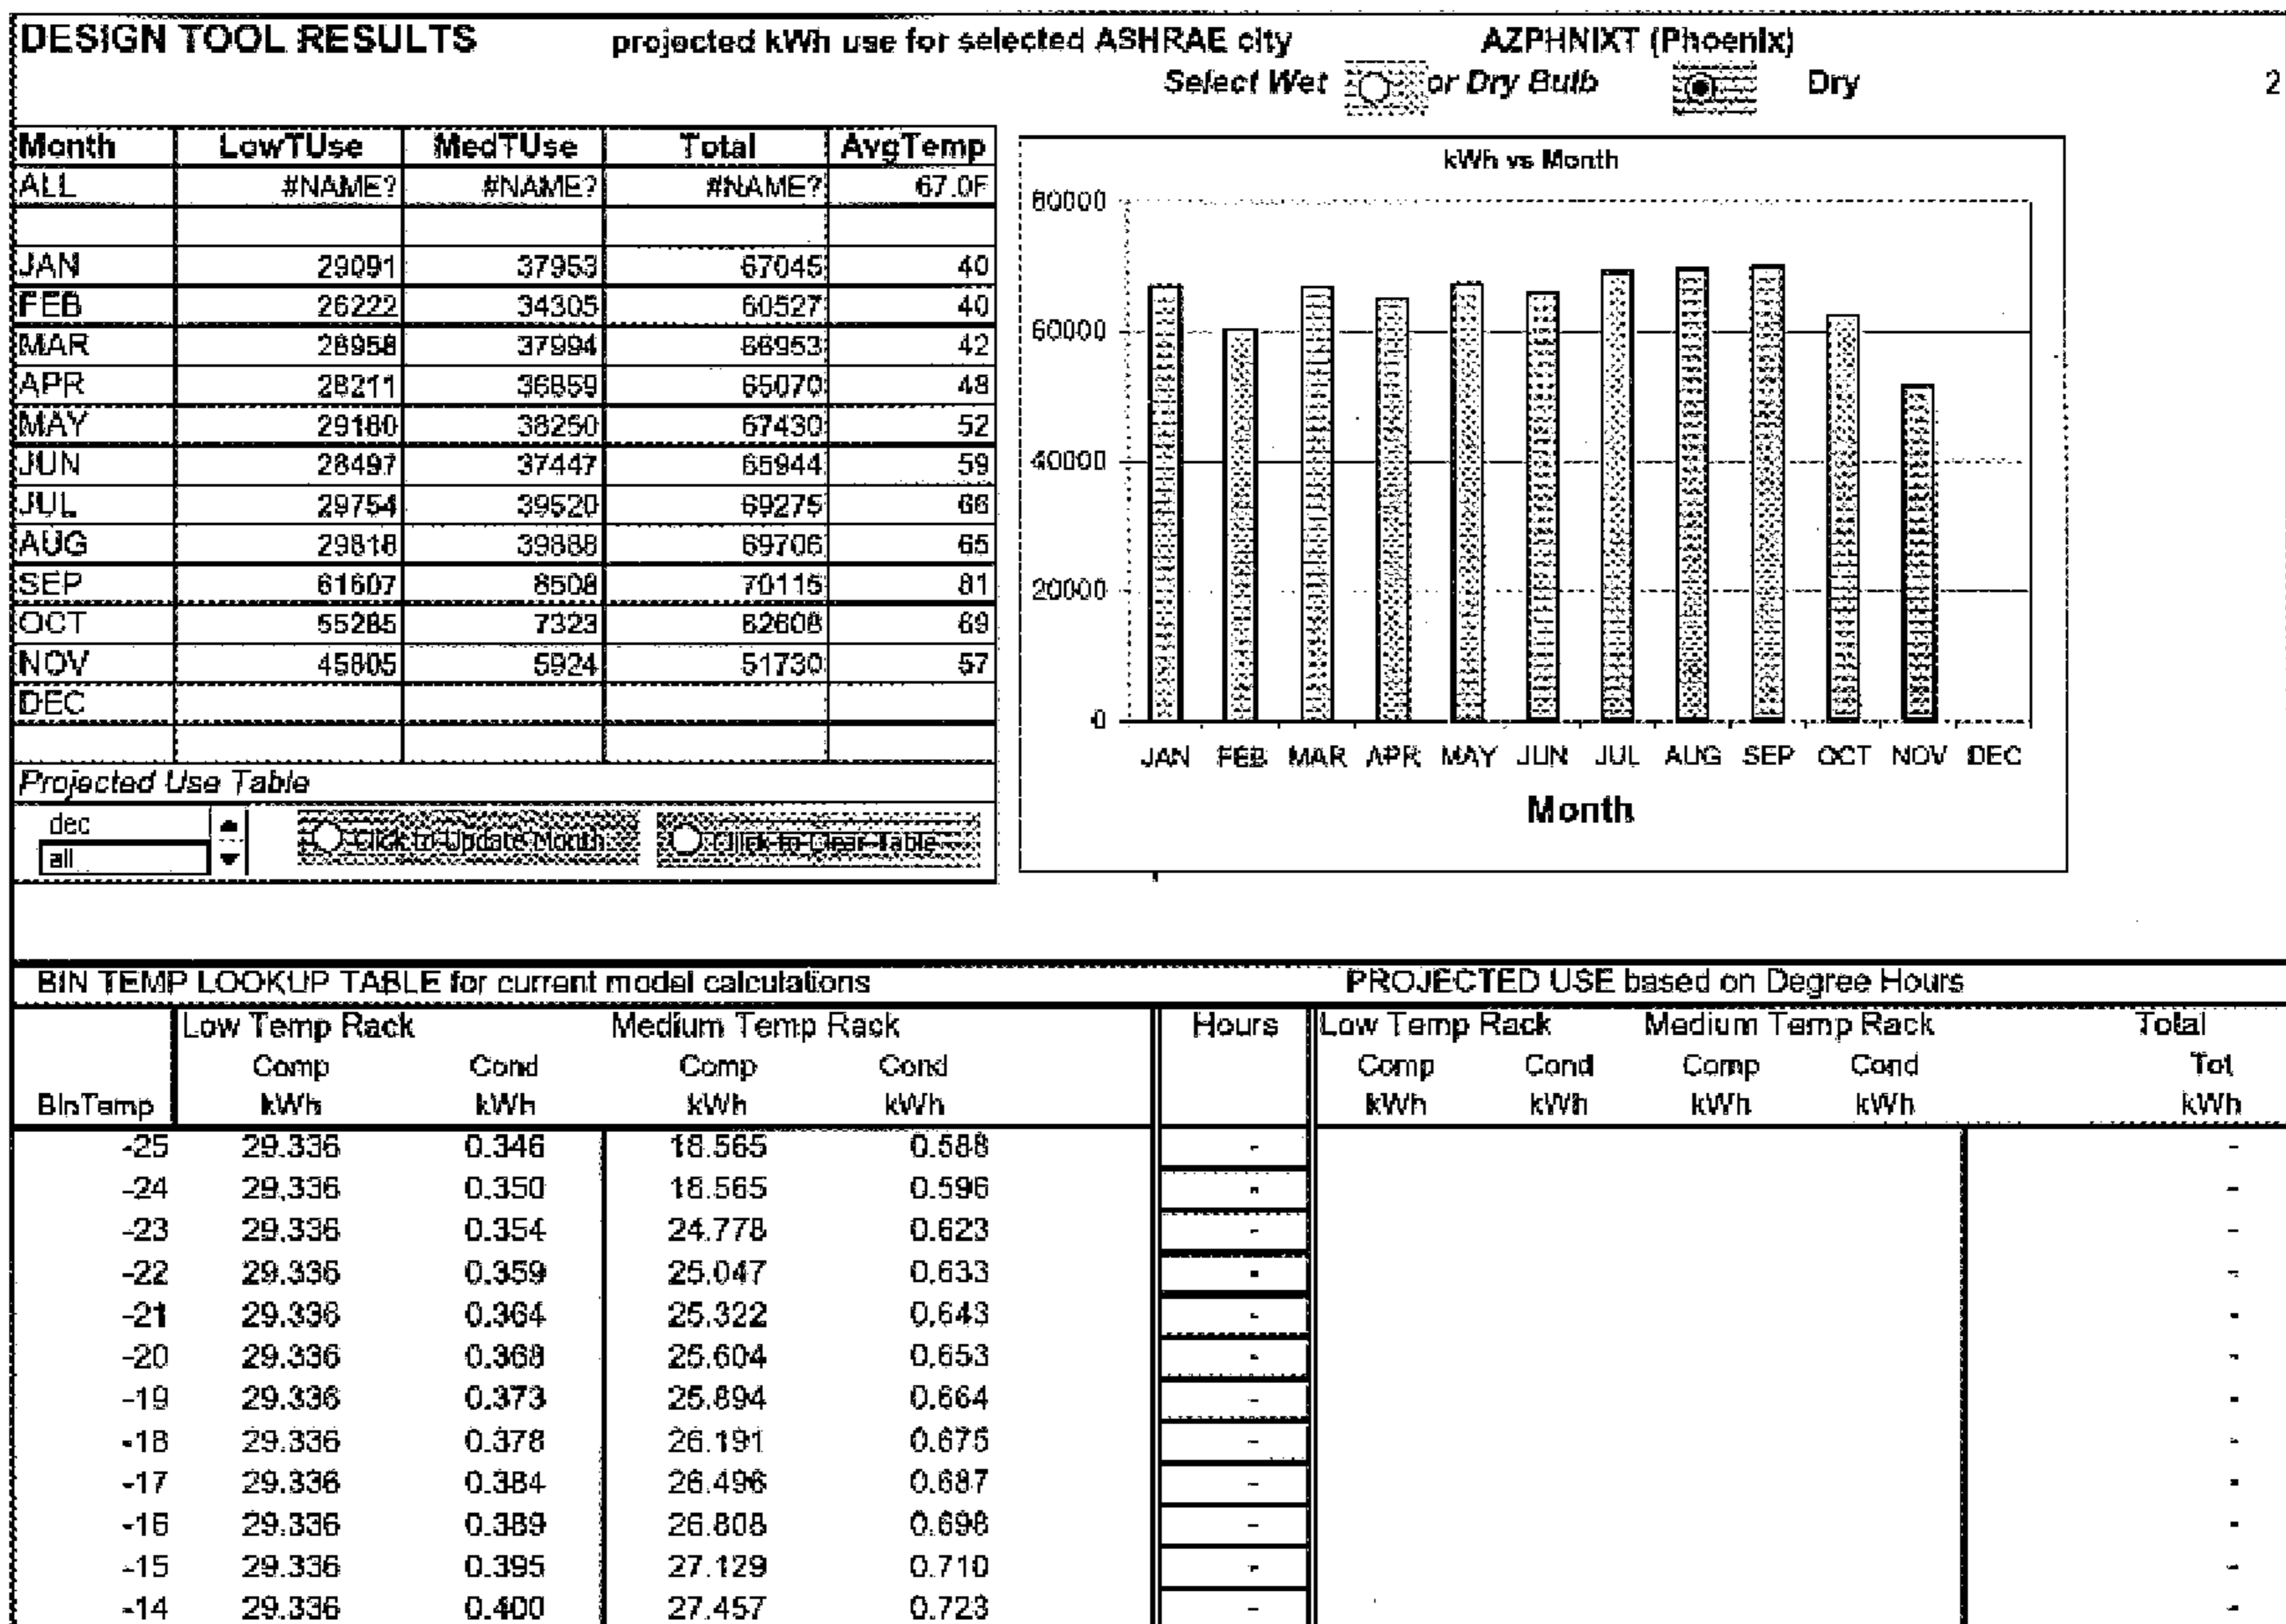 DESIGN TOOL RESULTS projected kWh use for selected ASHRAE city AZPHNIXT (Phoenix)
Select Wet or Dry Bulb Dry 2
Month LowTUse MedTUse Total AvgTemp
ALL #NAME? #NAME? #NAME? 67.0F
JAN 29091 37953 67045 40
FEB 26222 34305 60527 40
MAR 28958 37994 66953 42
APR 28211 36859 65070 48
MAY 29180 38250 67430 52
JUN 28497 37447 65944 59
JUL 29754 39520 69275 66
AUG 29818 39888 69706 65
SEP 61607 8508 70115 81
OCT 55285 7323 62608 69
NOV 45805 5924 51730 57
DEC
Projected Use Table
dec
all
Click to Update Month Click to Clear Table
kWh vs Month
80000
60000
40000
20000
0
JAN FEB MAR APR MAY JUN JUL AUG SEP OCT NOV DEC
Month
BIN TEMP LOOKUP TABLE for current model calculations PROJECTED USE based on Degree Hours
Low Temp Rack Medium Temp Rack Hours Low Temp Rack Medium Temp Rack Total
Comp Cond Comp Cond Comp Cond Comp Cond Tot
BinTemp kWh kWh kWh kWh kWh kWh kWh kWh kWh
-25 29.336 0.346 18.565 0.588 - -
-24 29.336 0.350 18.565 0.596 - -
-23 29.336 0.354 24.778 0.623 - -
-22 29.336 0.359 25.047 0.633 - -
-21 29.336 0.364 25.322 0.643 - -
-20 29.336 0.368 25.604 0.653 - -
-19 29.336 0.373 25.894 0.664 - -
-18 29.336 0.378 26.191 0.675 - -
-17 29.336 0.384 26.496 0.687 - -
-16 29.336 0.389 26.808 0.698 - -
-15 29.336 0.395 27.129 0.710 - -
-14 29.336 0.400 27.457 0.723 - -